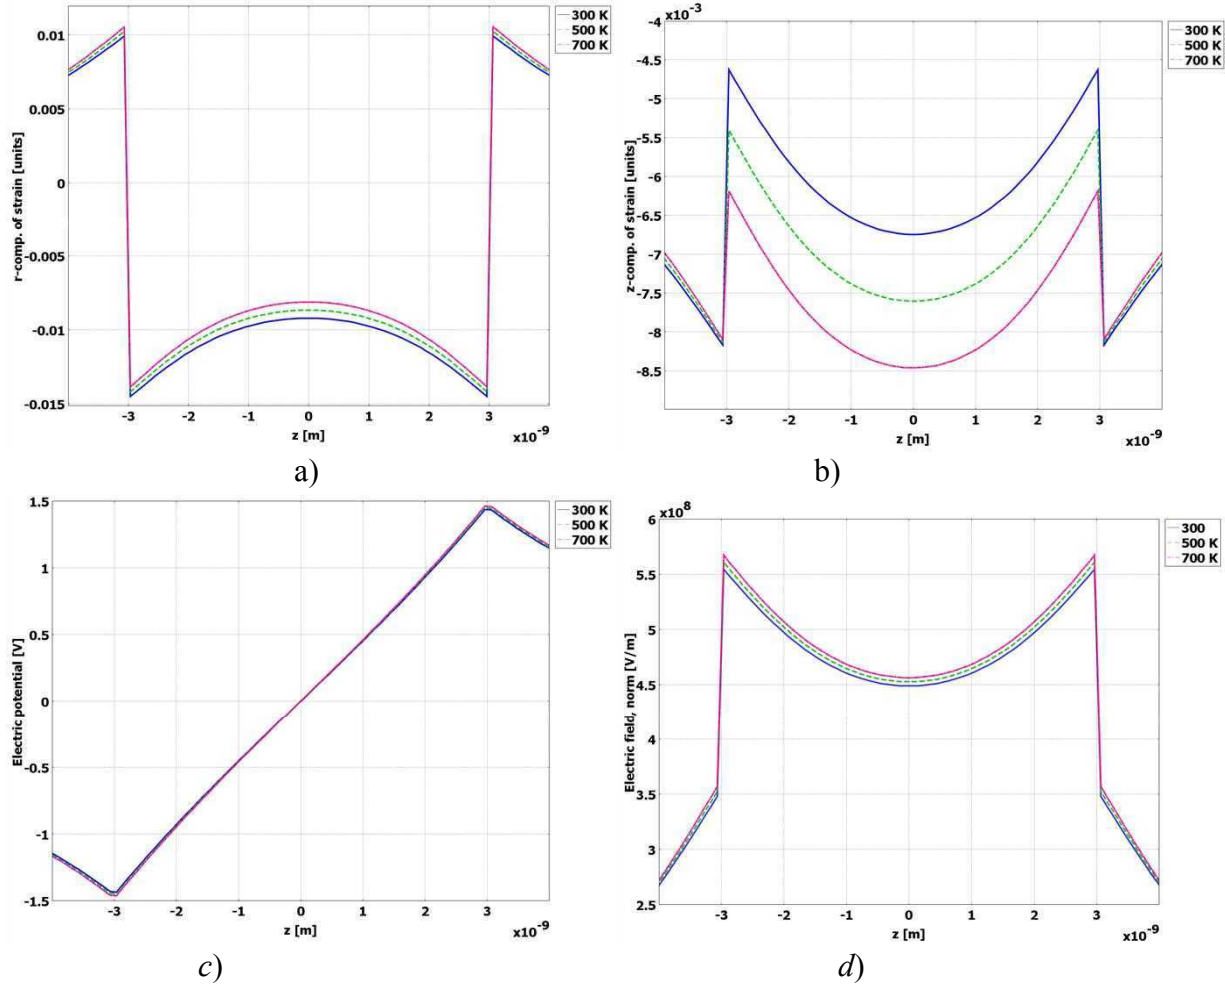 0.01
0.005
0
-0.005
-0.01
-0.015
r-comp. of strain [units]
-3 -2 -1 0 1 2 3
z [m]
x10-9
300 K
500 K
700 K
a)
-4 x10-3
-4.5
-5
-5.5
-6
-6.5
-7
-7.5
-8
-8.5
z-comp. of strain [units]
-3 -2 -1 0 1 2 3
z [m]
x10-9
300 K
500 K
700 K
b)
1.5
1
0.5
0
-0.5
-1
-1.5
Electric potential [V]
-3 -2 -1 0 1 2 3
z [m]
x10-9
300 K
500 K
700 K
c)
x108
6
5.5
5
4.5
4
3.5
3
2.5
Electric field, norm [V/m]
-3 -2 -1 0 1 2 3
z [m]
x10-9
300
500 K
700 K
d)